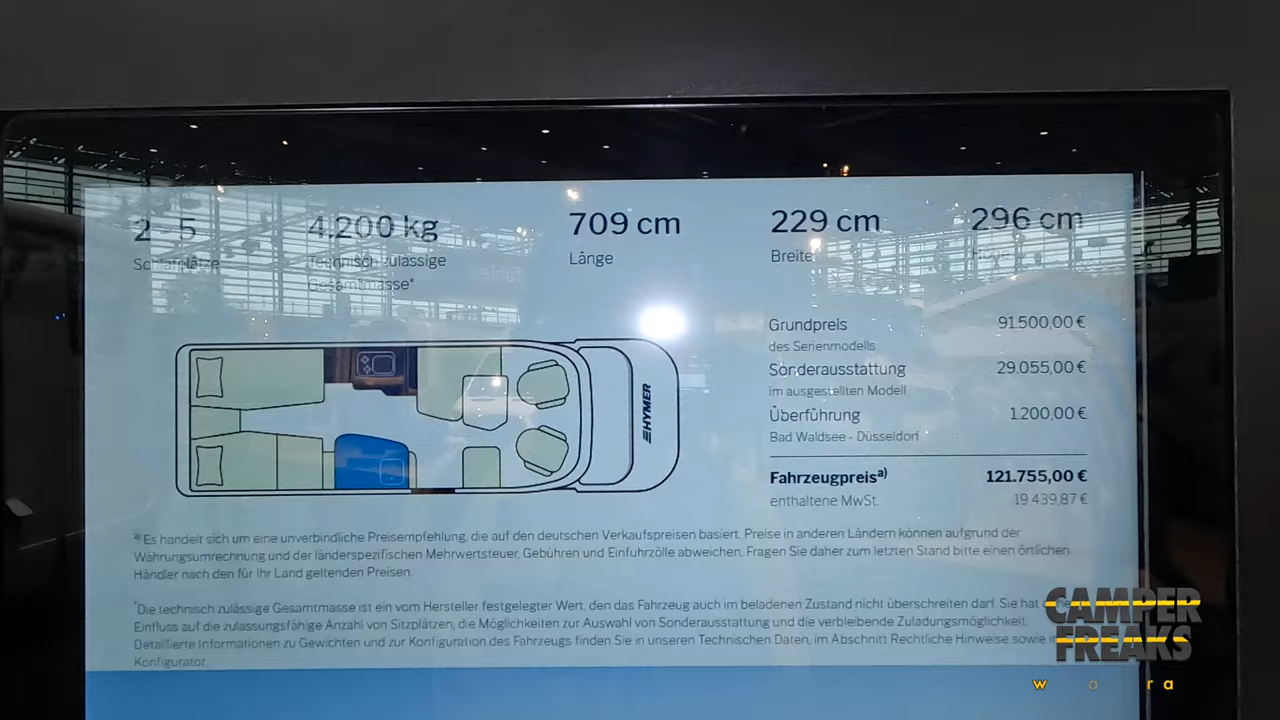 2 - 5
Schlafplätze
4.200 kg
Technisch zulässige
Gesamtmasse*
709 cm
Länge
229 cm
Breite
296 cm
Grundpreis 91.500,00 €
des Serienmodells
Sonderausstattung 29.055,00 €
im ausgestellten Modell
Überführung 1.200,00 €
Bad Waldsee - Düsseldorf
Fahrzeugpreis a) 121.755,00 €
enthaltene MwSt. 19.439,87 €
HYMER
a) Es handelt sich um eine unverbindliche Preisempfehlung, die auf den deutschen Verkaufspreisen basiert. Preise in anderen Ländern können aufgrund der
Währungsumrechnung und der länderspezifischen Mehrwertsteuer, Gebühren und Einfuhrzölle abweichen. Fragen Sie daher zum letzten Stand bitte einen örtlichen
Händler nach den für Ihr Land geltenden Preisen.
*Die technisch zulässige Gesamtmasse ist ein vom Hersteller festgelegter Wert, den das Fahrzeug auch im beladenen Zustand nicht überschreiten darf. Sie hat
Einfluss auf die zulassungsfähige Anzahl von Sitzplätzen, die Möglichkeiten zur Auswahl von Sonderausstattung und die verbleibende Zuladungsmöglichkeit.
Detaillierte Informationen zu Gewichten und zur Konfiguration des Fahrzeugs finden Sie in unseren Technischen Daten, im Abschnitt Rechtliche Hinweise sowie
Konfigurator.
CAMPER
FREAKS